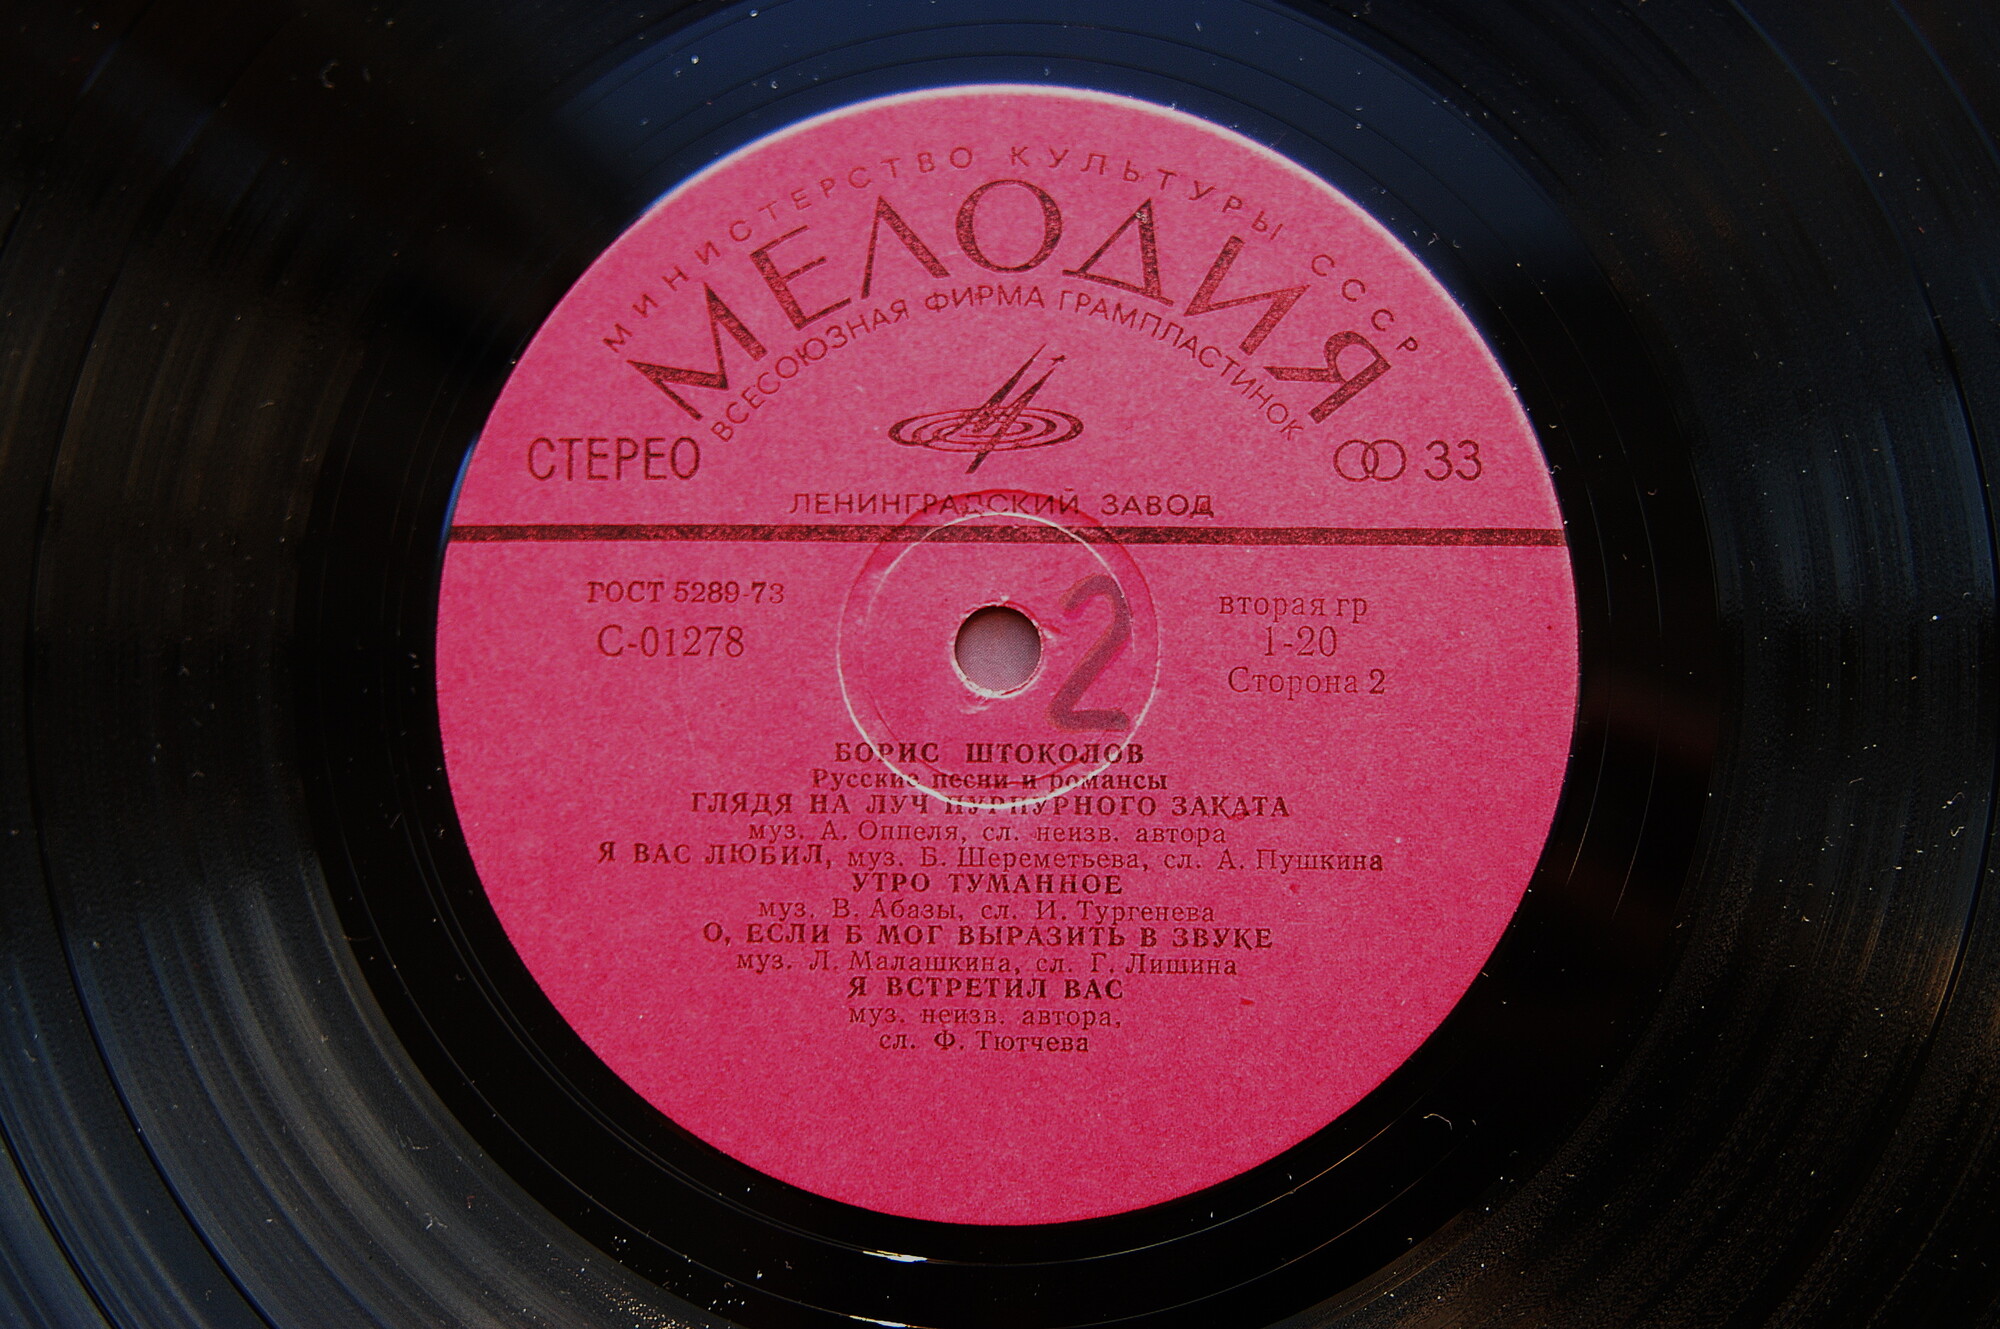 МИНИСТЕРСТВО КУЛЬТУРЫ СССР
МЕЛОДИЯ
ВСЕСОЮЗНАЯ ФИРМА ГРАМПЛАСТИНОК
СТЕРЕО
33
ЛЕНИНГРАДСКИЙ ЗАВОД
ГОСТ 5289-73
С-01278
2
вторая гр
1-20
Сторона 2
БОРИС ШТОКОЛОВ
Русские песни и романсы
ГЛЯДЯ НА ЛУЧ ПУРПУРНОГО ЗАКАТА
муз. А. Оппеля, сл. неизв. автора
Я ВАС ЛЮБИЛ, муз. Б. Шереметьева, сл. А. Пушкина
УТРО ТУМАННОЕ
муз. В. Абазы, сл. И. Тургенева
О, ЕСЛИ Б МОГ ВЫРАЗИТЬ В ЗВУКЕ
муз. Л. Малашкина, сл. Г. Лишина
Я ВСТРЕТИЛ ВАС
муз. неизв. автора,
сл. Ф. Тютчева